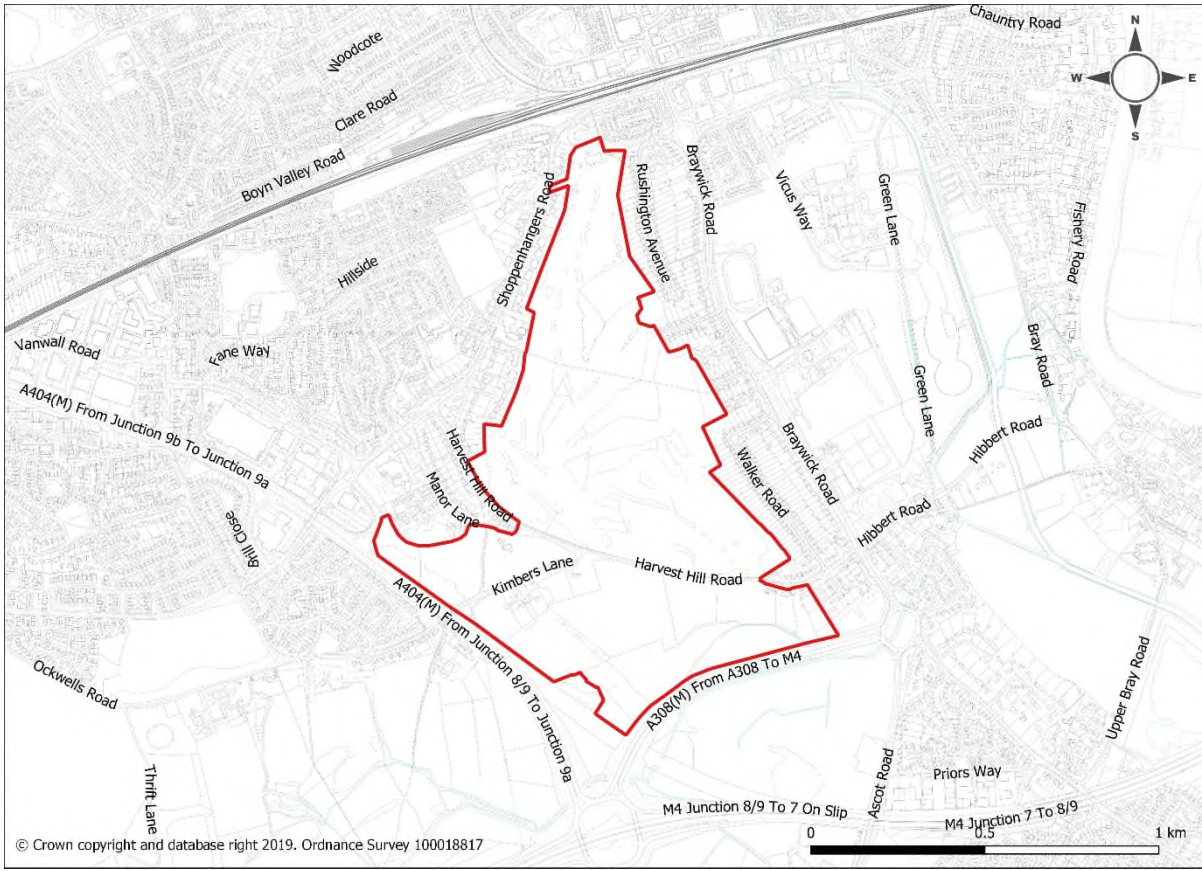 Chauntry Road
N
W
E
S
Woodcote
Clare Road
Boyn Valley Road
Braywick Road
Vicus Way
Green Lane
Fishery Road
Rushington Avenue
Shoppenhangers Road
Hillside
Vanwall Road
Fane Way
Bray Road
A404(M) From Junction 9b To Junction 9a
Green Lane
Hibbert Road
Harvest Hill Road
Manor Lane
Walker Road
Braywick Road
Hibbert Road
Brill Close
Kimbers Lane
Harvest Hill Road
A404(M) From Junction 8/9 To Junction 9a
Ockwells Road
A308(M) From A308 To M4
Upper Bray Road
Thrift Lane
Ascot Road
Priors Way
M4 Junction 8/9 To 7 On Slip
M4 Junction 7 To 8/9
0
0.5
1 km
© Crown copyright and database right 2019. Ordnance Survey 100018817